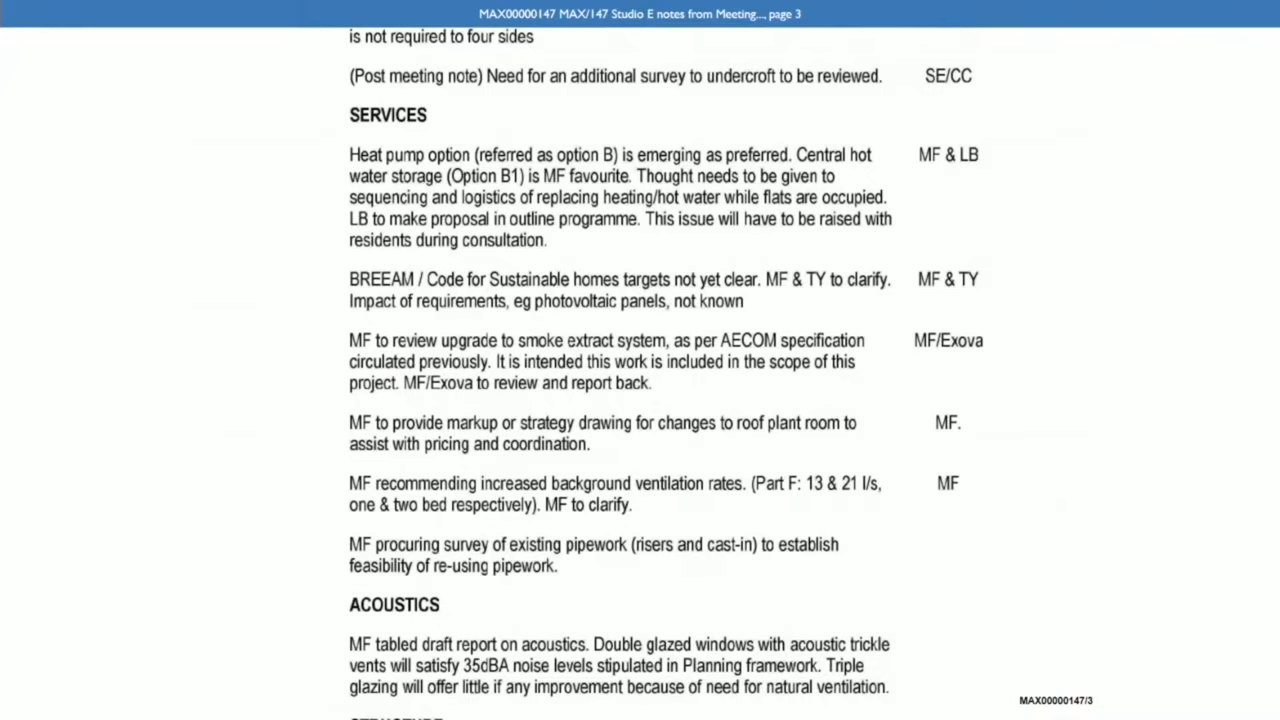 MAX00000147 MAX/147 Studio E notes from Meeting..., page 3
is not required to four sides
(Post meeting note) Need for an additional survey to undercroft to be reviewed. SE/CC
SERVICES
Heat pump option (referred as option B) is emerging as preferred. Central hot MF & LB
water storage (Option B1) is MF favourite. Thought needs to be given to
sequencing and logistics of replacing heating/hot water while flats are occupied.
LB to make proposal in outline programme. This issue will have to be raised with
residents during consultation.
BREEAM / Code for Sustainable homes targets not yet clear. MF & TY to clarify. MF & TY
Impact of requirements, eg photovoltaic panels, not known
MF to review upgrade to smoke extract system, as per AECOM specification MF/Exova
circulated previously. It is intended this work is included in the scope of this
project. MF/Exova to review and report back.
MF to provide markup or strategy drawing for changes to roof plant room to MF.
assist with pricing and coordination.
MF recommending increased background ventilation rates. (Part F: 13 & 21 l/s, MF
one & two bed respectively). MF to clarify.
MF procuring survey of existing pipework (risers and cast-in) to establish
feasibility of re-using pipework.
ACOUSTICS
MF tabled draft report on acoustics. Double glazed windows with acoustic trickle
vents will satisfy 35dBA noise levels stipulated in Planning framework. Triple
glazing will offer little if any improvement because of need for natural ventilation.
MAX00000147/3